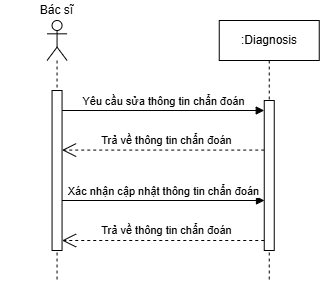 Bác sĩ
:Diagnosis
Yêu cầu sửa thông tin chẩn đoán
Trả về thông tin chẩn đoán
Xác nhận cập nhật thông tin chẩn đoán
Trả về thông tin chẩn đoán